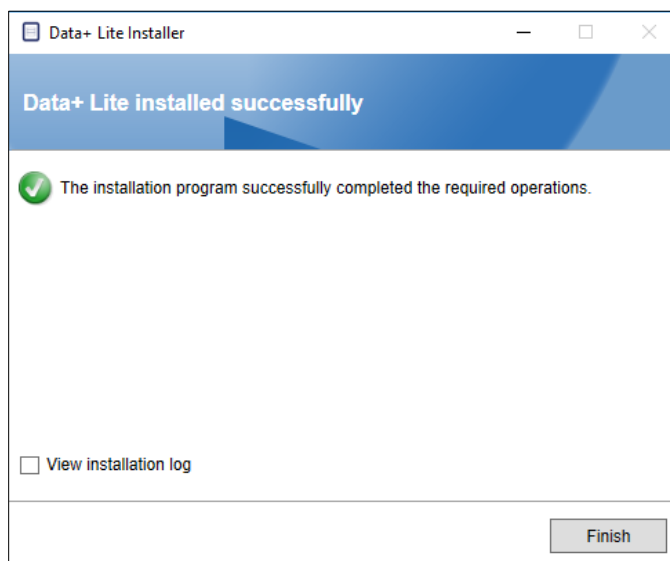 Data+ Lite Installer
Data+ Lite installed successfully
The installation program successfully completed the required operations.
View installation log
Finish